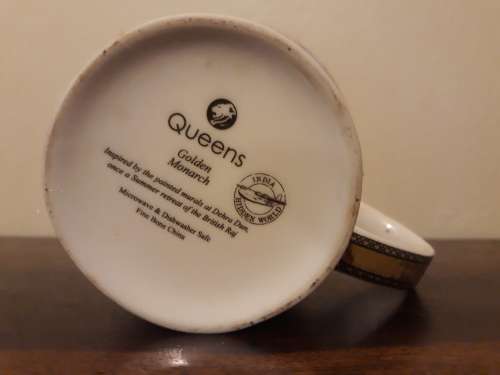 Queens
Golden
Monarch
Inspired by the painted murals at Dehra Dun,
once a Summer retreat of the British Raj
Microwave & Dishwasher Safe
Fine Bone China
INDIA
HIDDEN WORLD